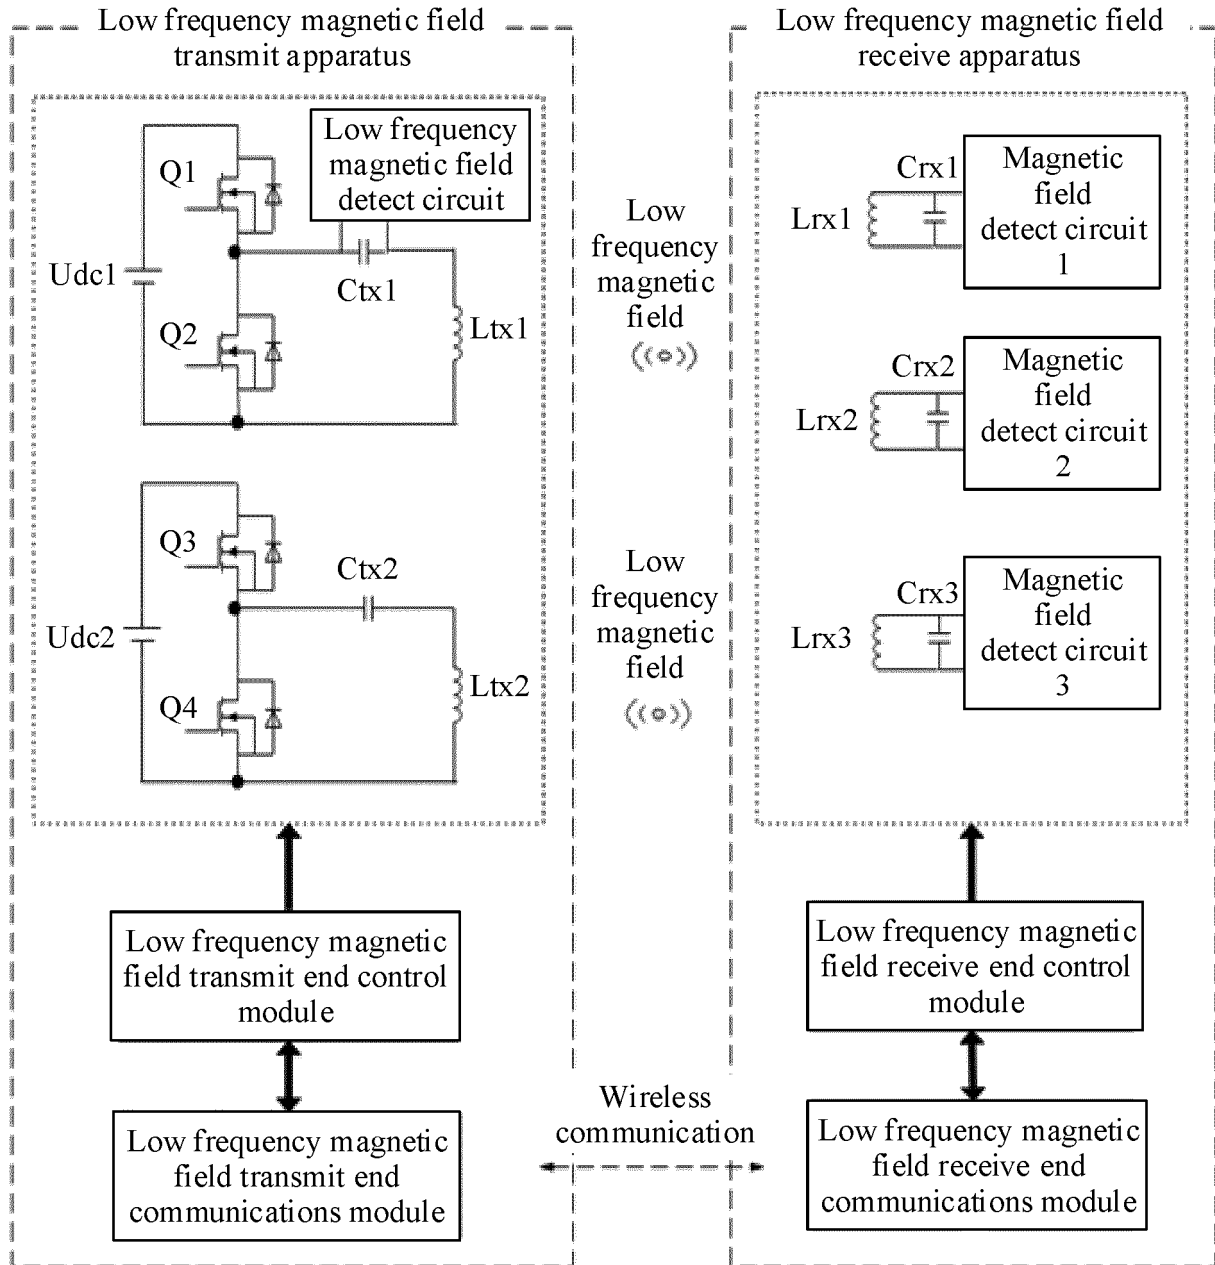 Low frequency magnetic field
transmit apparatus
Low frequency
magnetic field
detect circuit
Q1
Udc1
Ctx1
Q2
Ltx1
Q3
Ctx2
Udc2
Q4
Ltx2
Low frequency magnetic
field transmit end control
module
Low frequency magnetic
field transmit end
communications module
Low
frequency
magnetic
field
Low
frequency
magnetic
field
Wireless
communication
Low frequency magnetic field
receive apparatus
Crx1
Lrx1
Magnetic
field
detect circuit
1
Crx2
Lrx2
Magnetic
field
detect circuit
2
Crx3
Lrx3
Magnetic
field
detect circuit
3
Low frequency magnetic
field receive end control
module
Low frequency magnetic
field receive end
communications module